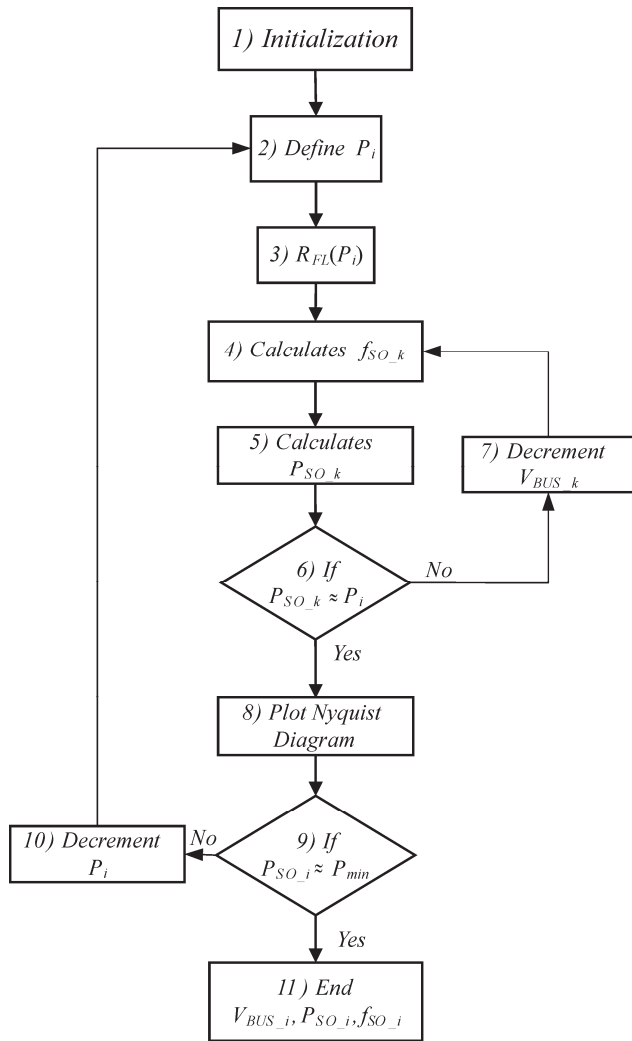 1) Initialization
2) Define P_i
3) R_FL(P_i)
4) Calculates f_SO_k
5) Calculates
P_SO_k
7) Decrement
V_BUS_k
6) If
P_SO_k ≈ P_i
No
Yes
8) Plot Nyquist
Diagram
9) If
P_SO_i ≈ P_min
No
10) Decrement
P_i
Yes
11) End
V_BUS_i, P_SO_i, f_SO_i